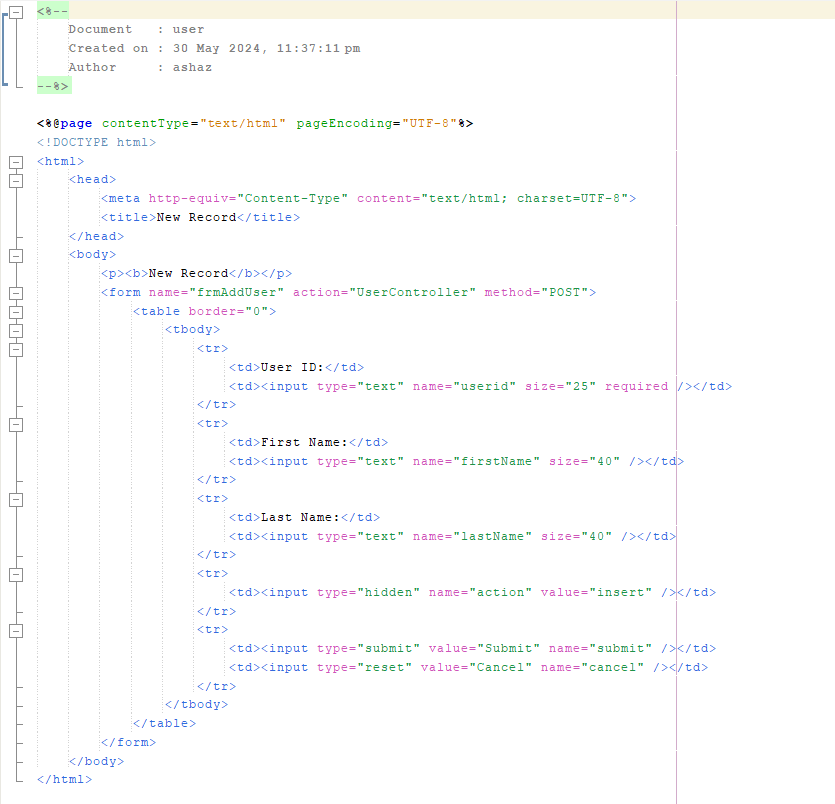 <%--
    Document   : user
    Created on : 30 May 2024, 11:37:11 pm
    Author     : ashaz
--%>

<%@page contentType="text/html" pageEncoding="UTF-8"%>
<!DOCTYPE html>
<html>
    <head>
        <meta http-equiv="Content-Type" content="text/html; charset=UTF-8">
        <title>New Record</title>
    </head>
    <body>
        <p><b>New Record</b></p>
        <form name="frmAddUser" action="UserController" method="POST">
            <table border="0">
                <tbody>
                    <tr>
                        <td>User ID:</td>
                        <td><input type="text" name="userid" size="25" required /></td>
                    </tr>
                    <tr>
                        <td>First Name:</td>
                        <td><input type="text" name="firstName" size="40" /></td>
                    </tr>
                    <tr>
                        <td>Last Name:</td>
                        <td><input type="text" name="lastName" size="40" /></td>
                    </tr>
                    <tr>
                        <td><input type="hidden" name="action" value="insert" /></td>
                    </tr>
                    <tr>
                        <td><input type="submit" value="Submit" name="submit" /></td>
                        <td><input type="reset" value="Cancel" name="cancel" /></td>
                    </tr>
                </tbody>
            </table>
        </form>
    </body>
</html>